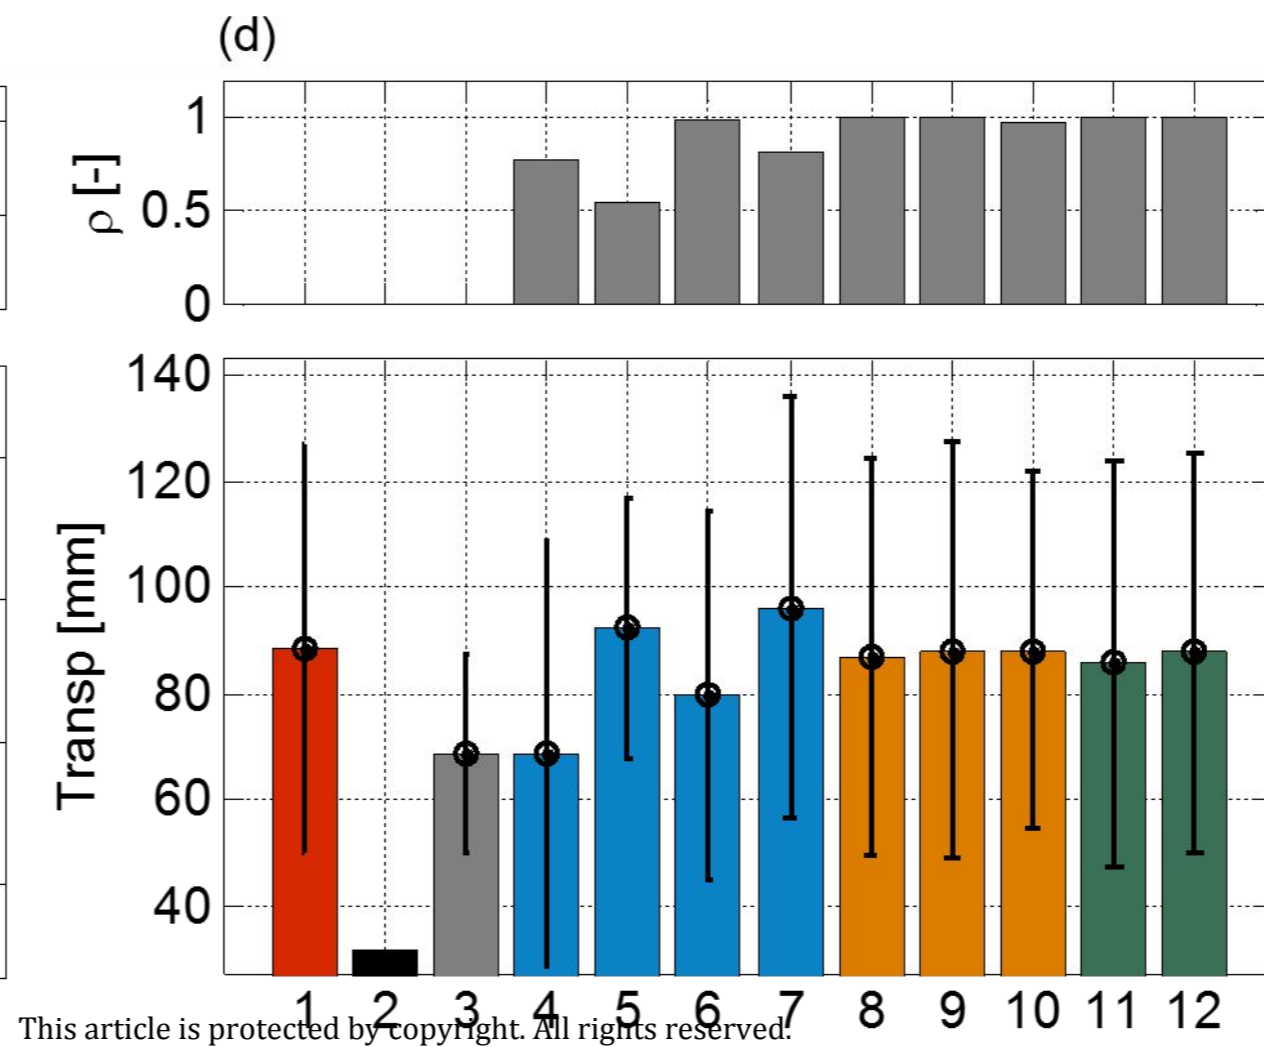 (d)
1
ρ [-]
0.5
0
140
120
100
Transp [mm]
80
60
40
1 2 3 4 5 6 7 8 9 10 11 12
This article is protected by copyright. All rights reserved.